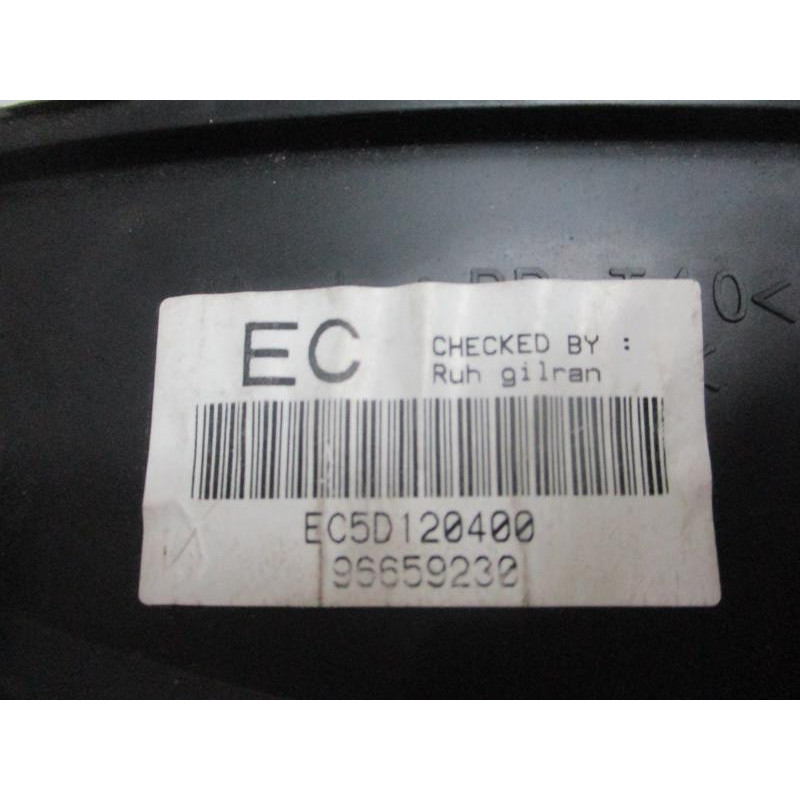 EC
CHECKED BY :
Ruh gilran
EC5D120400
96659230